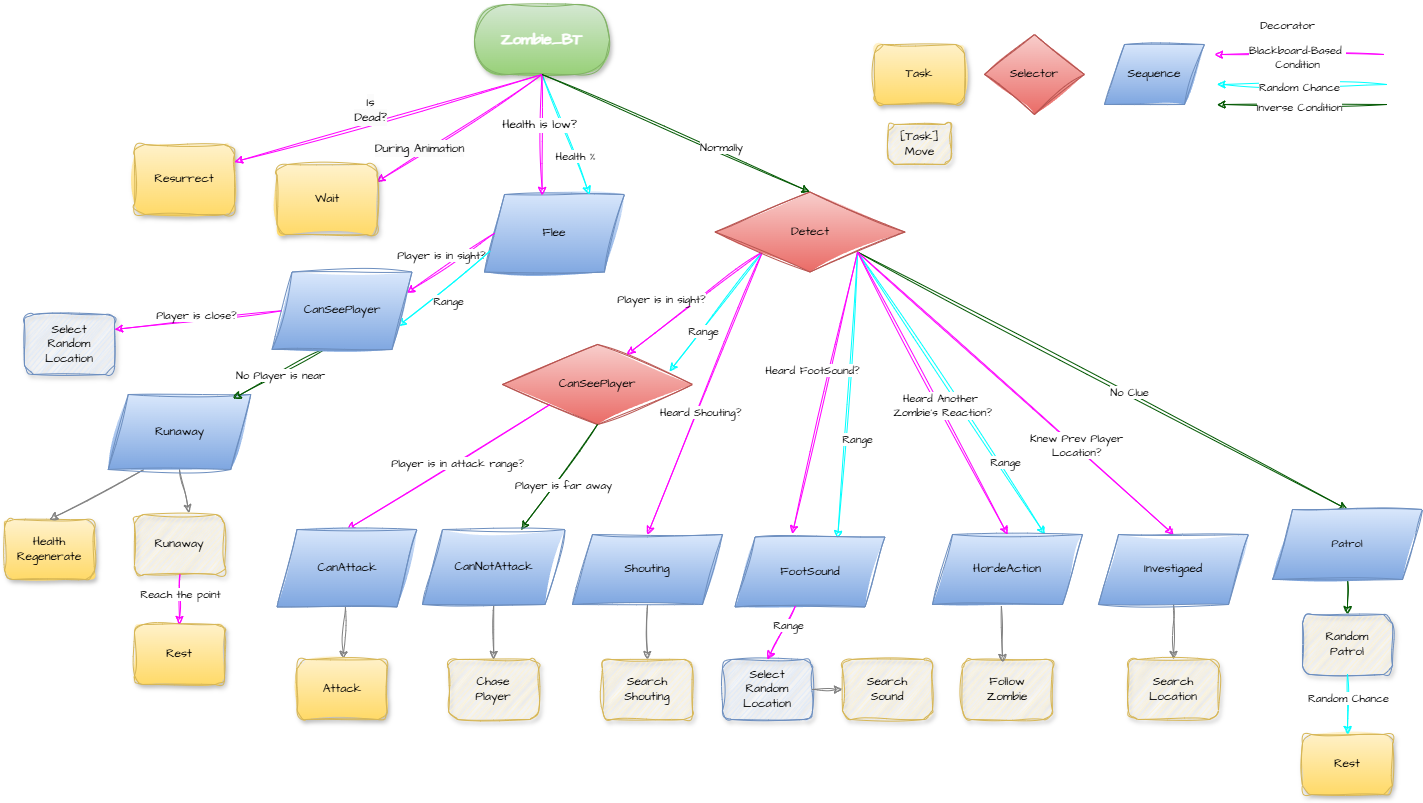 Zombie_BT
Decorator
Task
Selector
Sequence
Blackboard-Based
Condition
Random Chance
Inverse Condition
[Task]
Move
Is
Dead?
During Animation
Health is low?
Health %
Normally
Resurrect
Wait
Flee
Detect
Player is in sight?
Range
CanSeePlayer
Player is close?
Select
Random
Location
No Player is near
Runaway
Health
Regenerate
Runaway
Reach the point
Rest
Player is in sight?
Range
CanSeePlayer
Heard Shouting?
Heard FootSound?
Range
Heard Another
Zombie's Reaction?
Range
Knew Prev Player
Location?
No Clue
Player is in attack range?
Player is far away
CanAttack
CanNotAttack
Shouting
FootSound
HordeAction
Investigaed
Patrol
Range
Attack
Chase
Player
Search
Shouting
Select
Random
Location
Search
Sound
Follow
Zombie
Search
Location
Random
Patrol
Random Chance
Rest